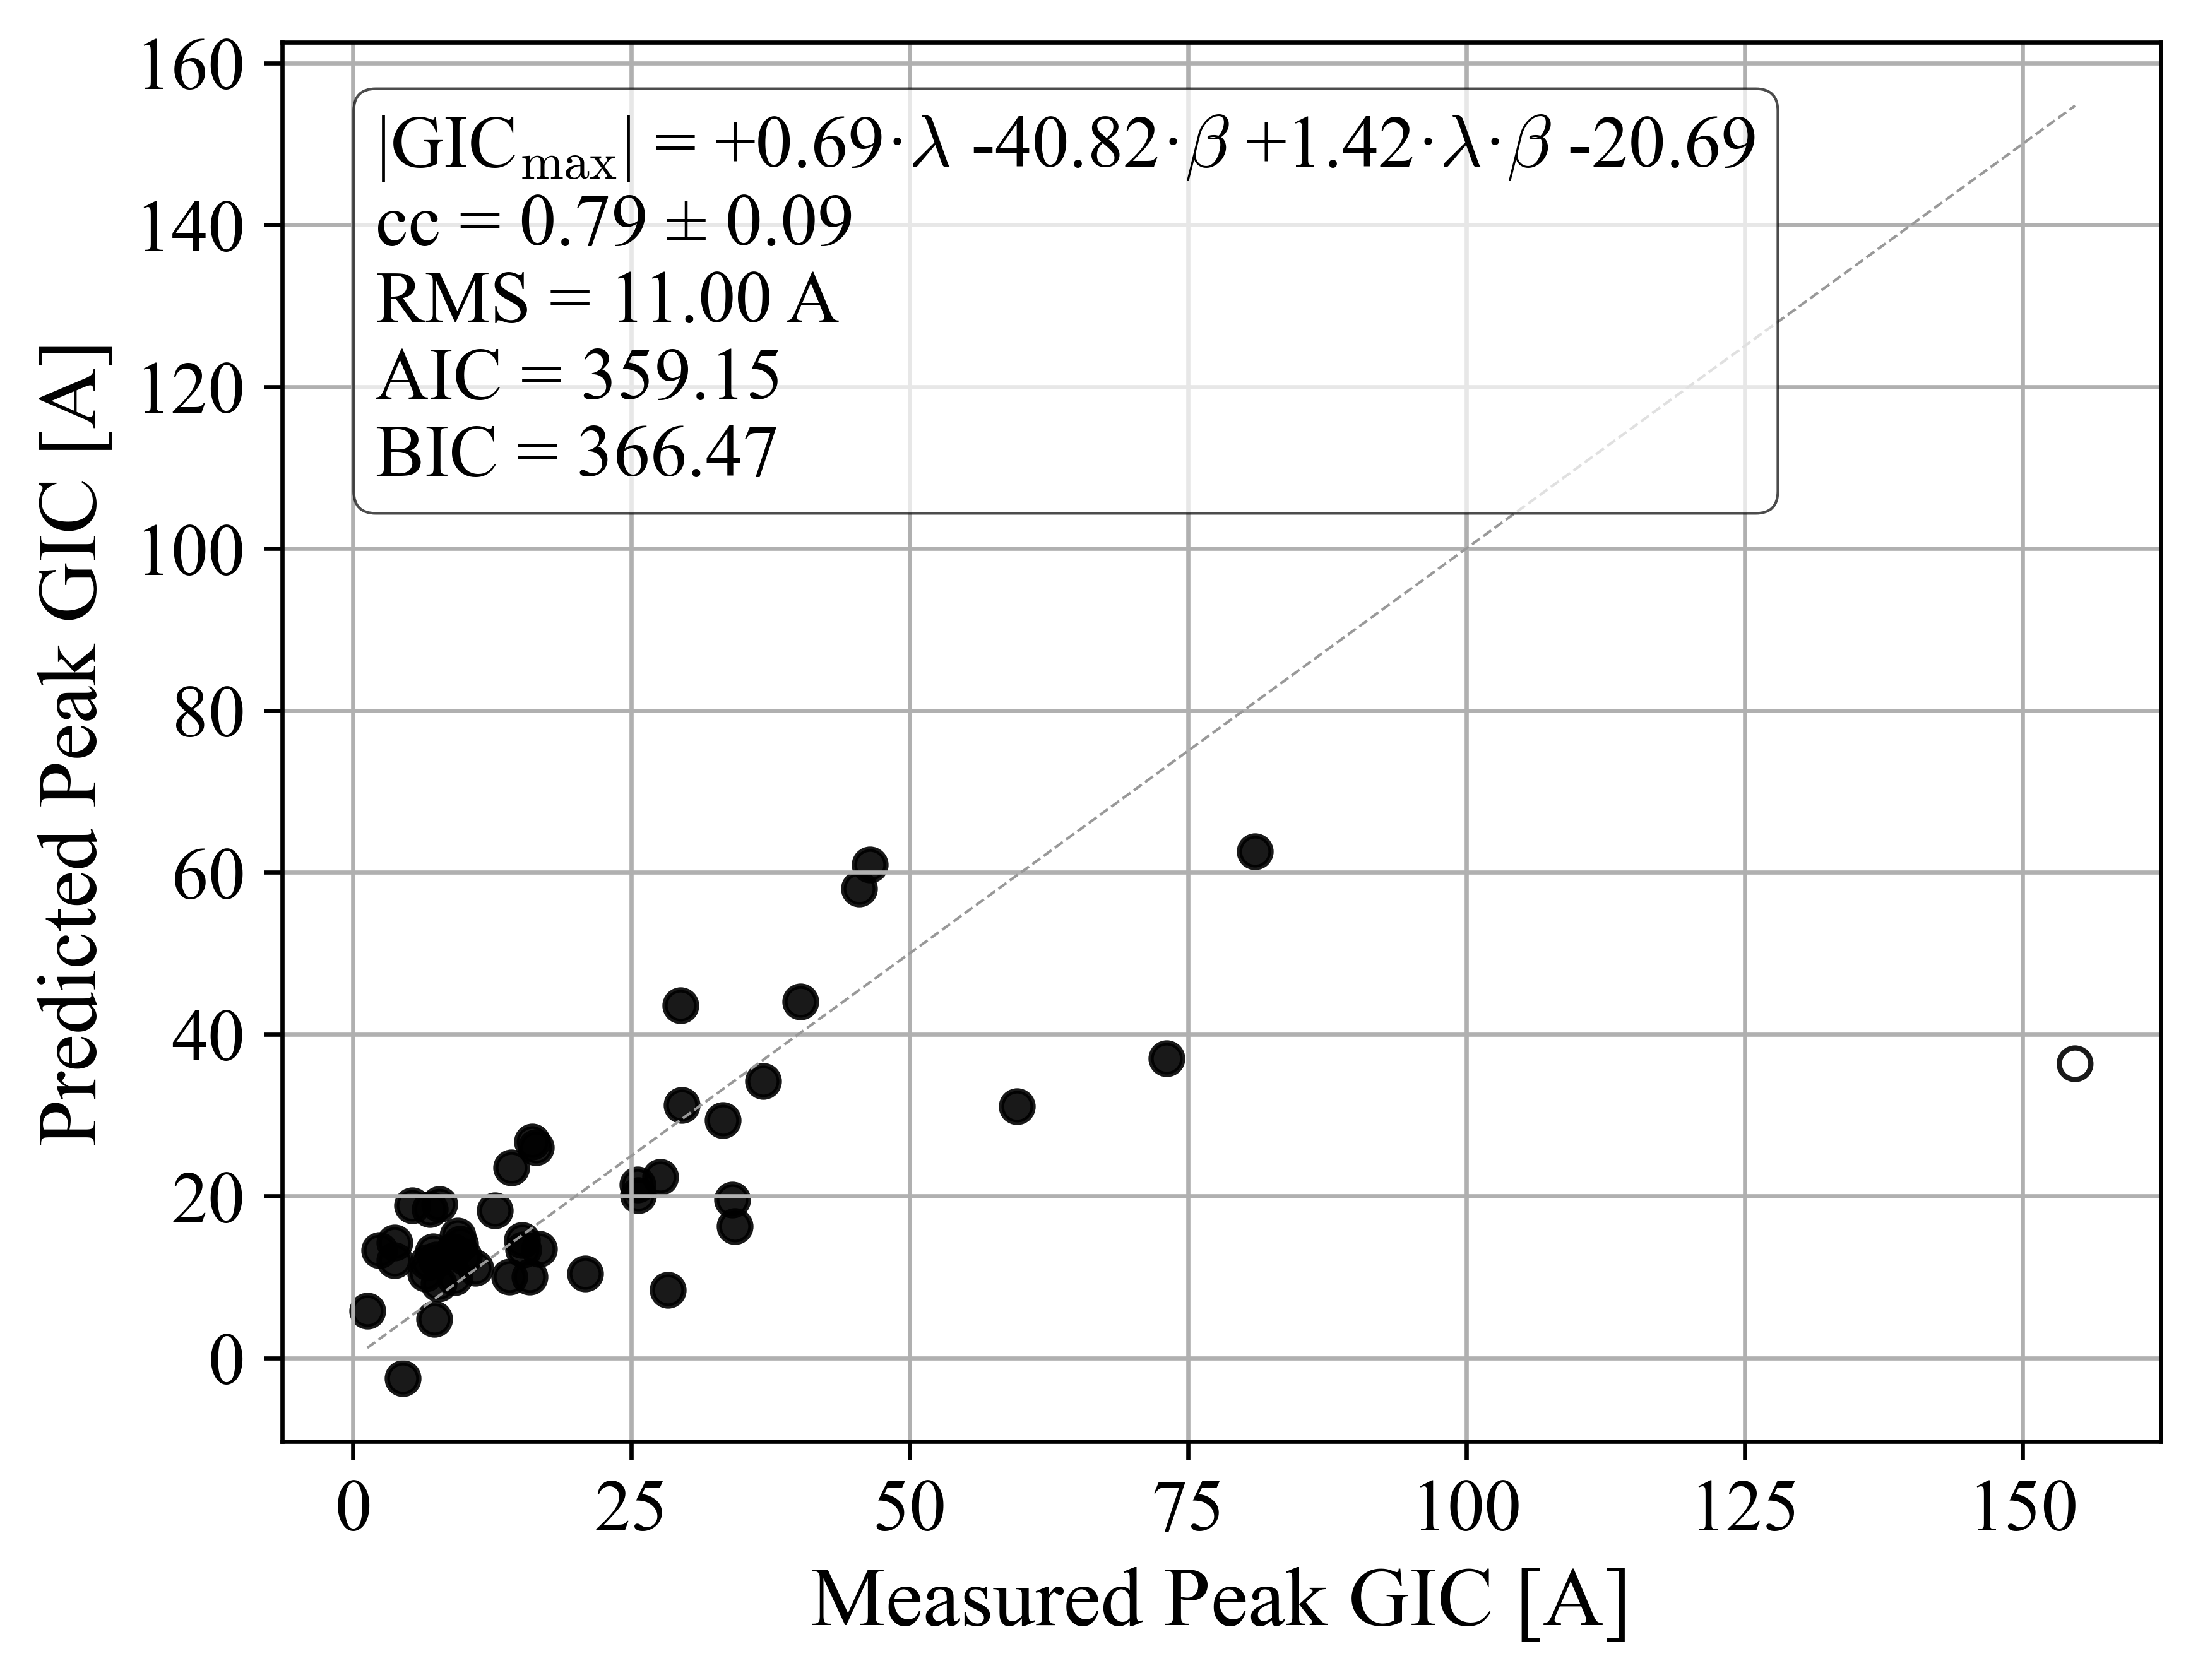 |GIC_max| = +0.69·λ -40.82·β +1.42·λ·β -20.69
cc = 0.79 ± 0.09
RMS = 11.00 A
AIC = 359.15
BIC = 366.47
160
140
120
100
80
60
40
20
0
Predicted Peak GIC [A]
0 25 50 75 100 125 150
Measured Peak GIC [A]